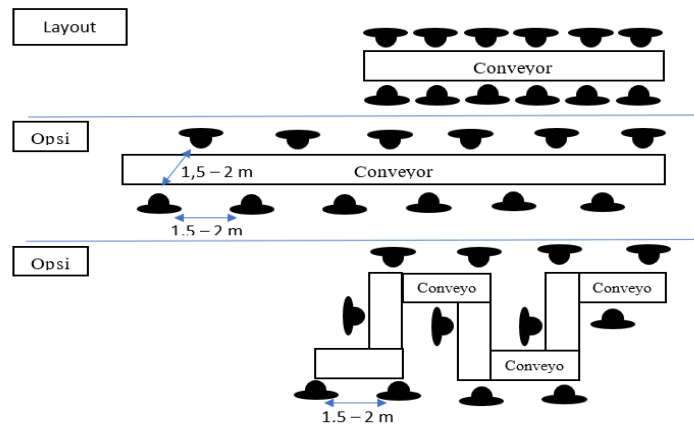 Layout
Conveyor
Opsi
1,5 – 2 m
Conveyor
1.5 – 2 m
Opsi
Conveyo
Conveyo
Conveyo
1.5 – 2 m